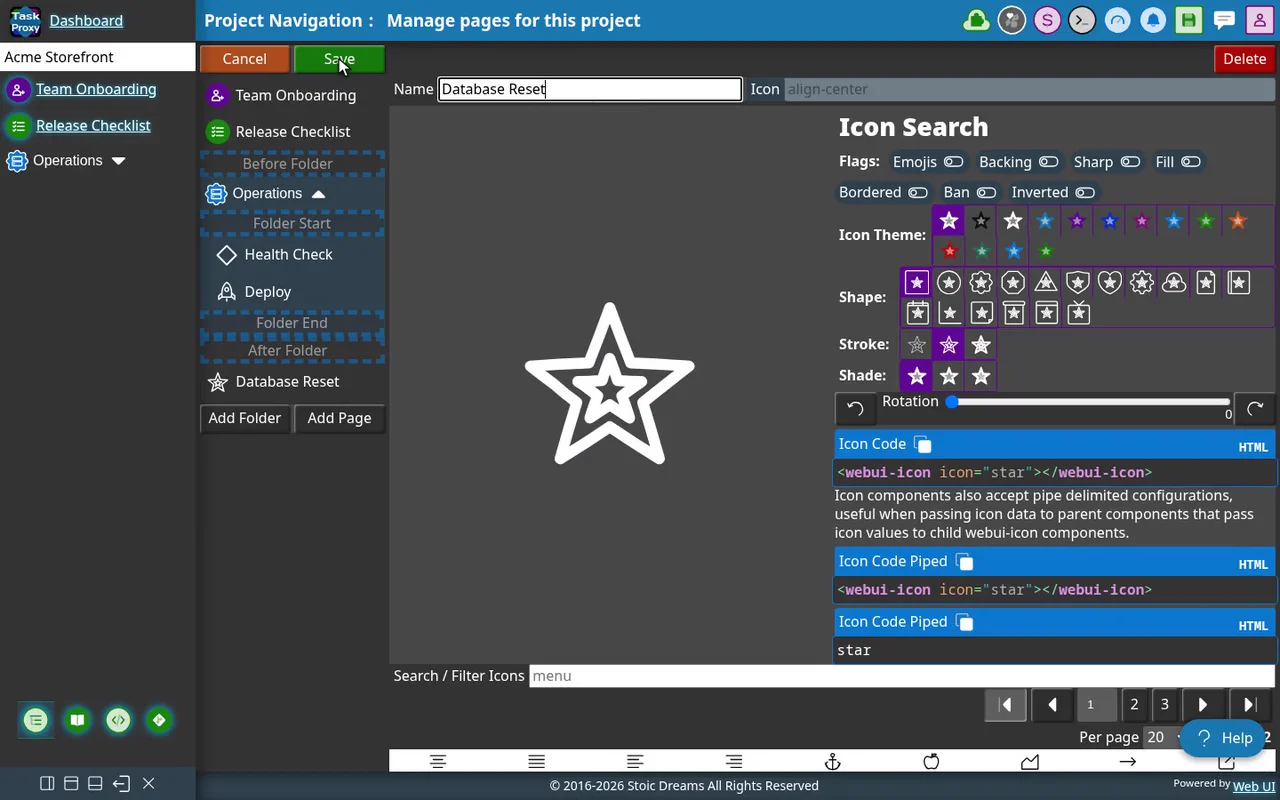 Task Proxy Dashboard
Project Navigation : Manage pages for this project
Acme Storefront
Cancel
Save
Delete
Team Onboarding
Release Checklist
Operations
Team Onboarding
Release Checklist
Before Folder
Operations
Folder Start
Health Check
Deploy
Folder End
After Folder
Database Reset
Add Folder
Add Page
Name Database Reset
Icon align-center
Icon Search
Flags: Emojis Backing Sharp Fill
Bordered Ban Inverted
Icon Theme:
Shape:
Stroke:
Shade:
Rotation
0
Icon Code HTML
<webui-icon icon="star"></webui-icon>
Icon components also accept pipe delimited configurations,
useful when passing icon data to parent components that pass
icon values to child webui-icon components.
Icon Code Piped HTML
<webui-icon icon="star"></webui-icon>
Icon Code Piped HTML
star
Search / Filter Icons menu
1 2 3
Per page 20 2
Help
© 2016-2026 Stoic Dreams All Rights Reserved
Powered by Web UI